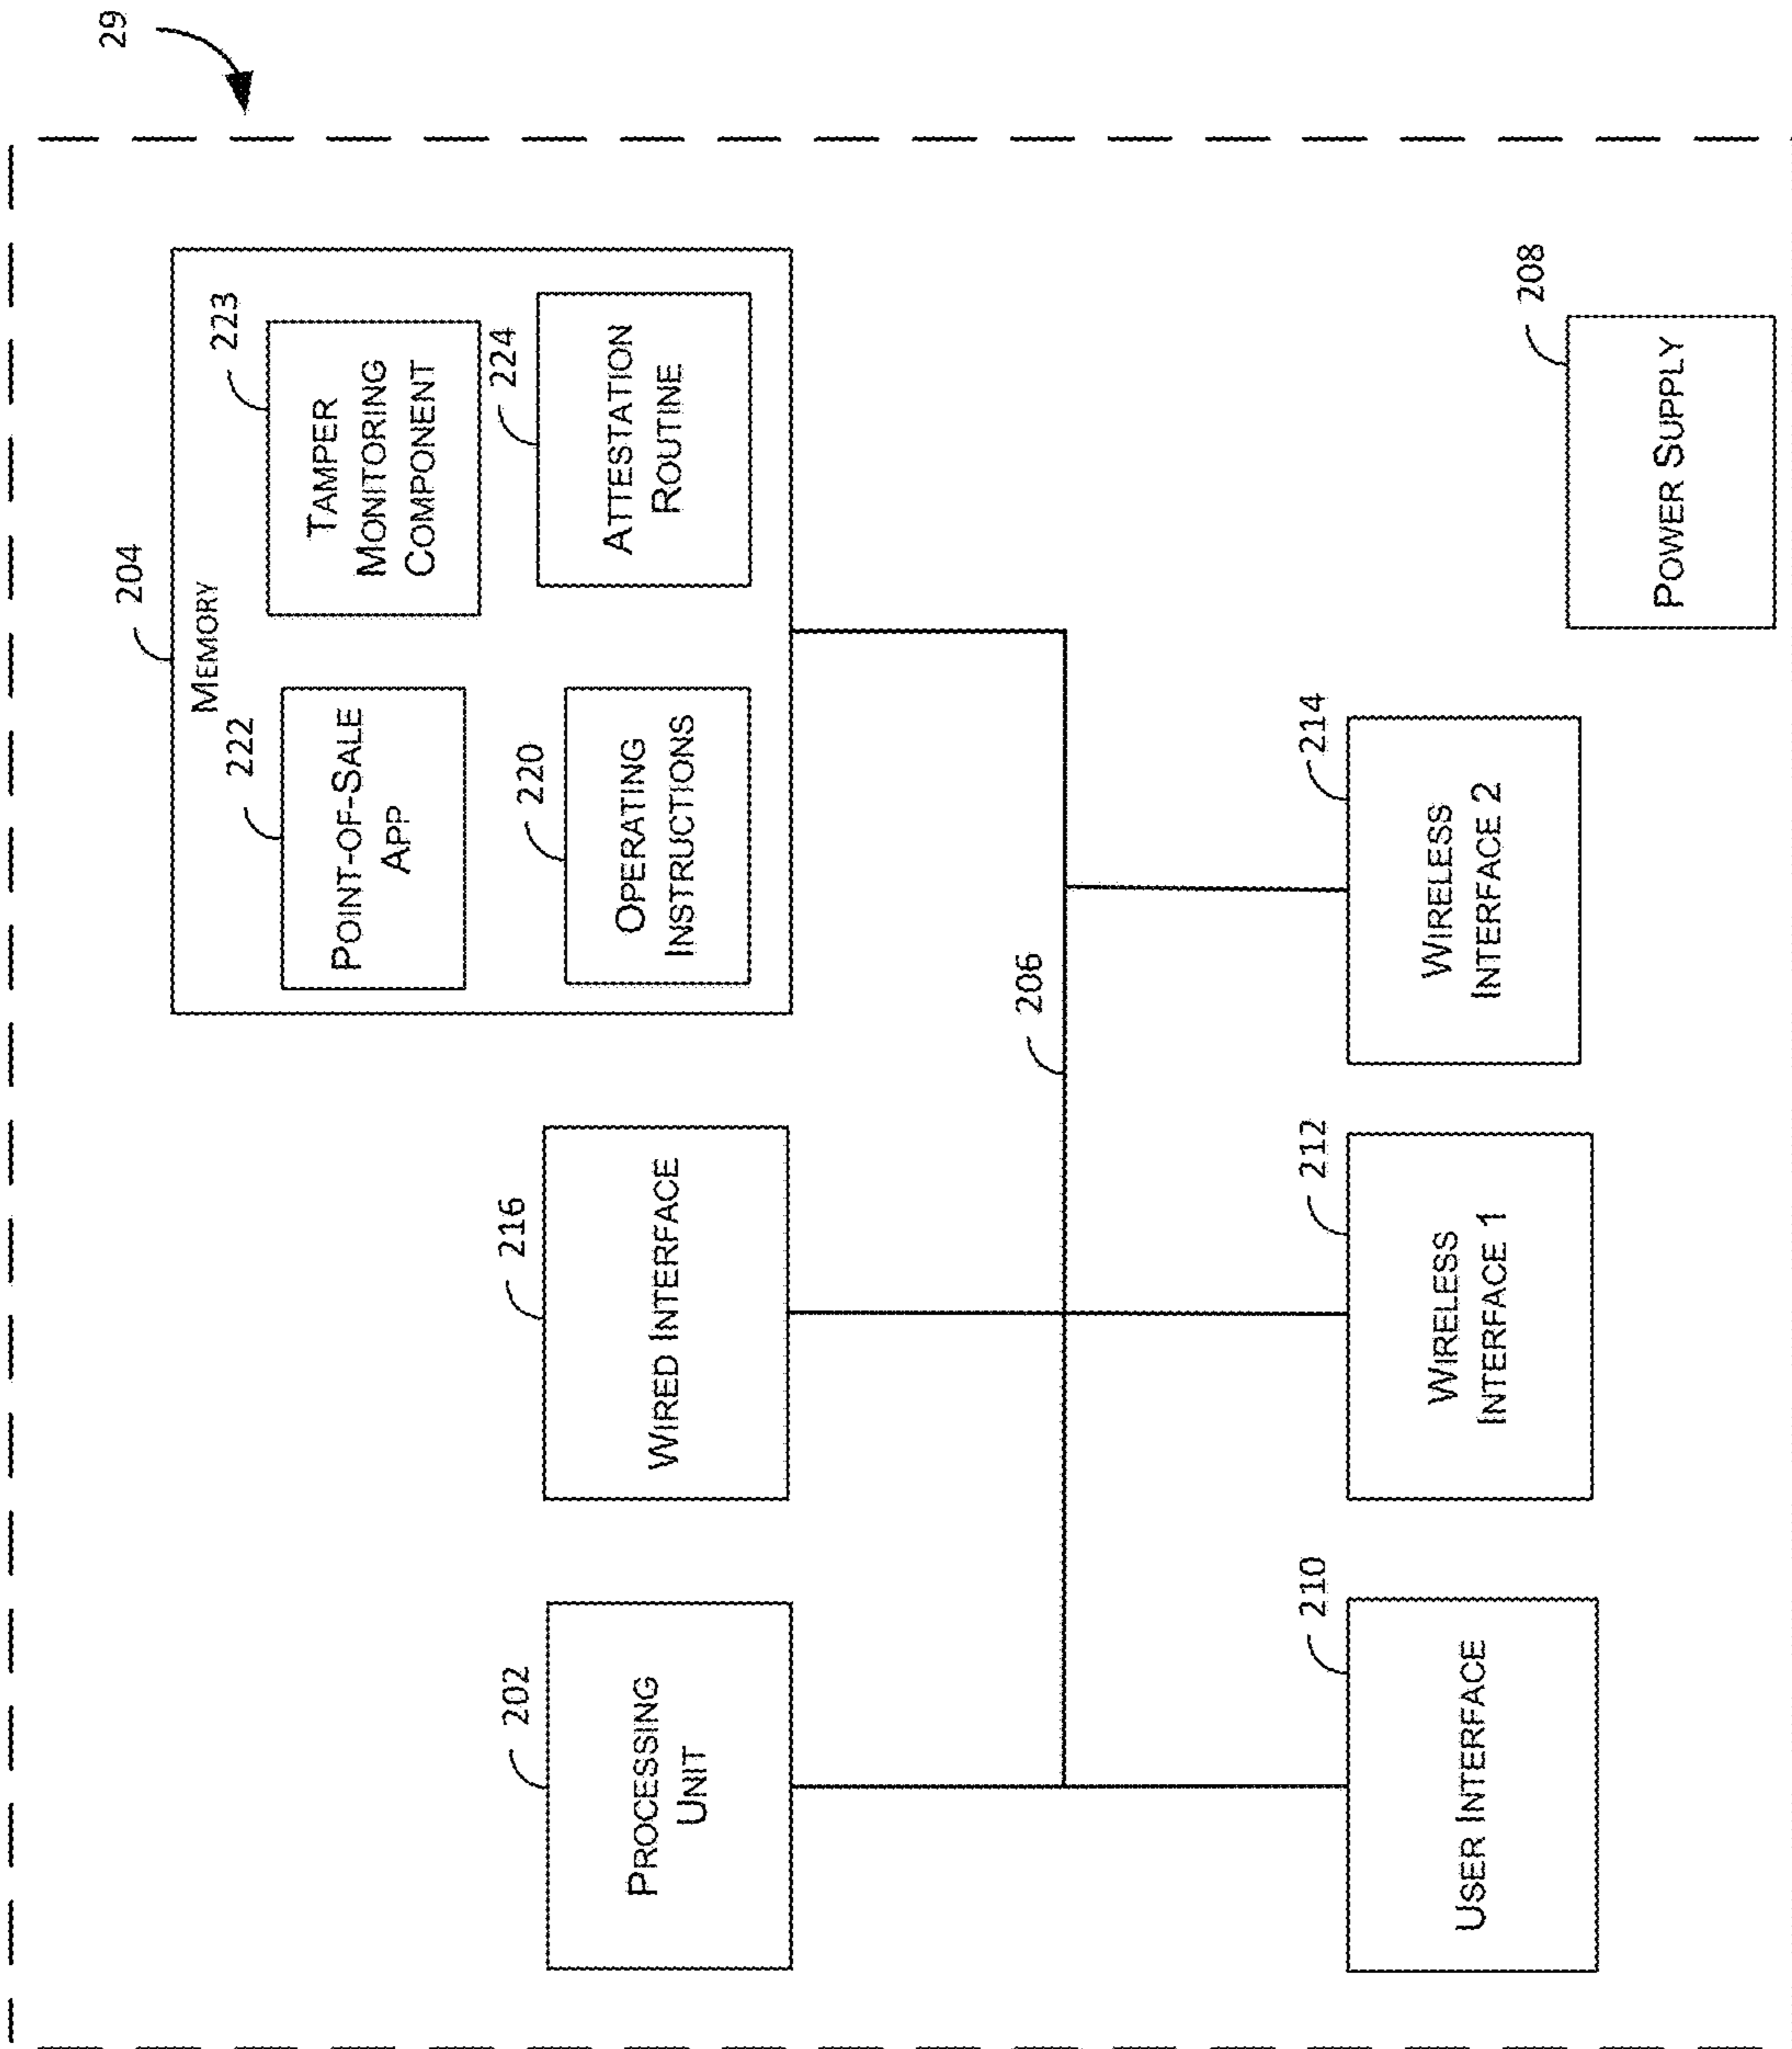 29
204
MEMORY
222
POINT-OF-SALE
APP
223
TAMPER
MONITORING
COMPONENT
220
OPERATING
INSTRUCTIONS
224
ATTESTATION
ROUTINE
202
PROCESSING
UNIT
216
WIRED INTERFACE
206
210
USER INTERFACE
212
WIRELESS
INTERFACE 1
214
WIRELESS
INTERFACE 2
208
POWER SUPPLY